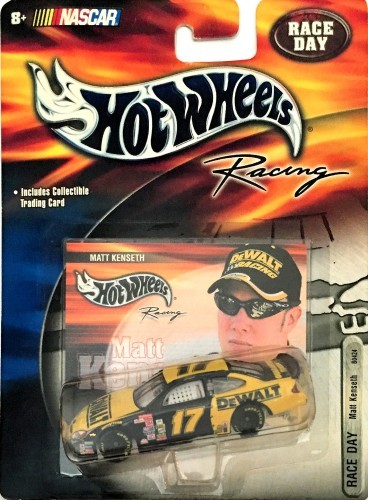 8+ NASCAR
RACE
DAY
HOT WHEELS
Racing
• Includes Collectible
Trading Card
MATT KENSETH
HOT WHEELS
Racing
DEWALT
RACING
Matt
17
DEWALT
RACE DAY Matt Kenseth